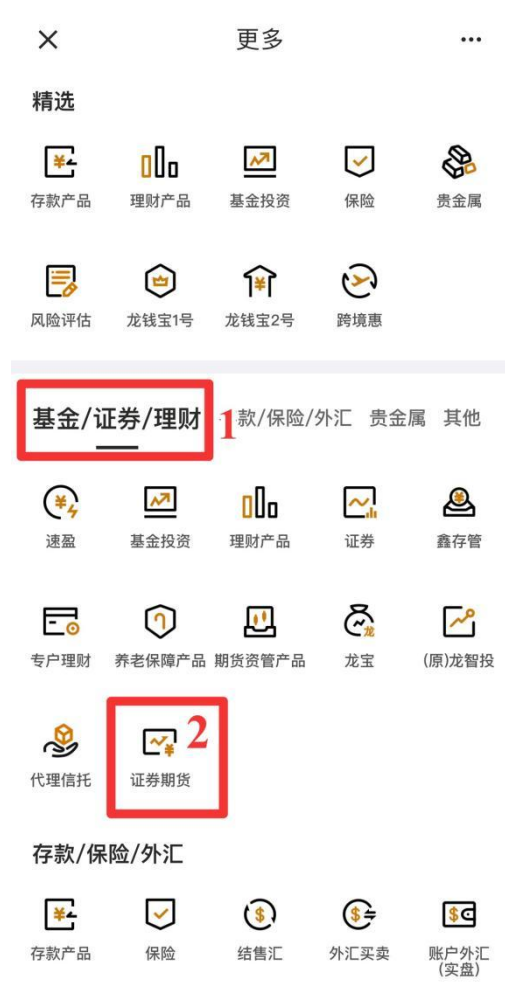 更多
精选
存款产品 理财产品 基金投资 保险 贵金属
风险评估 龙钱宝1号 龙钱宝2号 跨境惠
基金/证券/理财 1 款/保险/外汇 贵金属 其他
速盈 基金投资 理财产品 证券 鑫存管
专户理财 养老保障产品 期货资管产品 龙宝 (原)龙智投
2
代理信托 证券期货
存款/保险/外汇
存款产品 保险 结售汇 外汇买卖 账户外汇
(实盘)